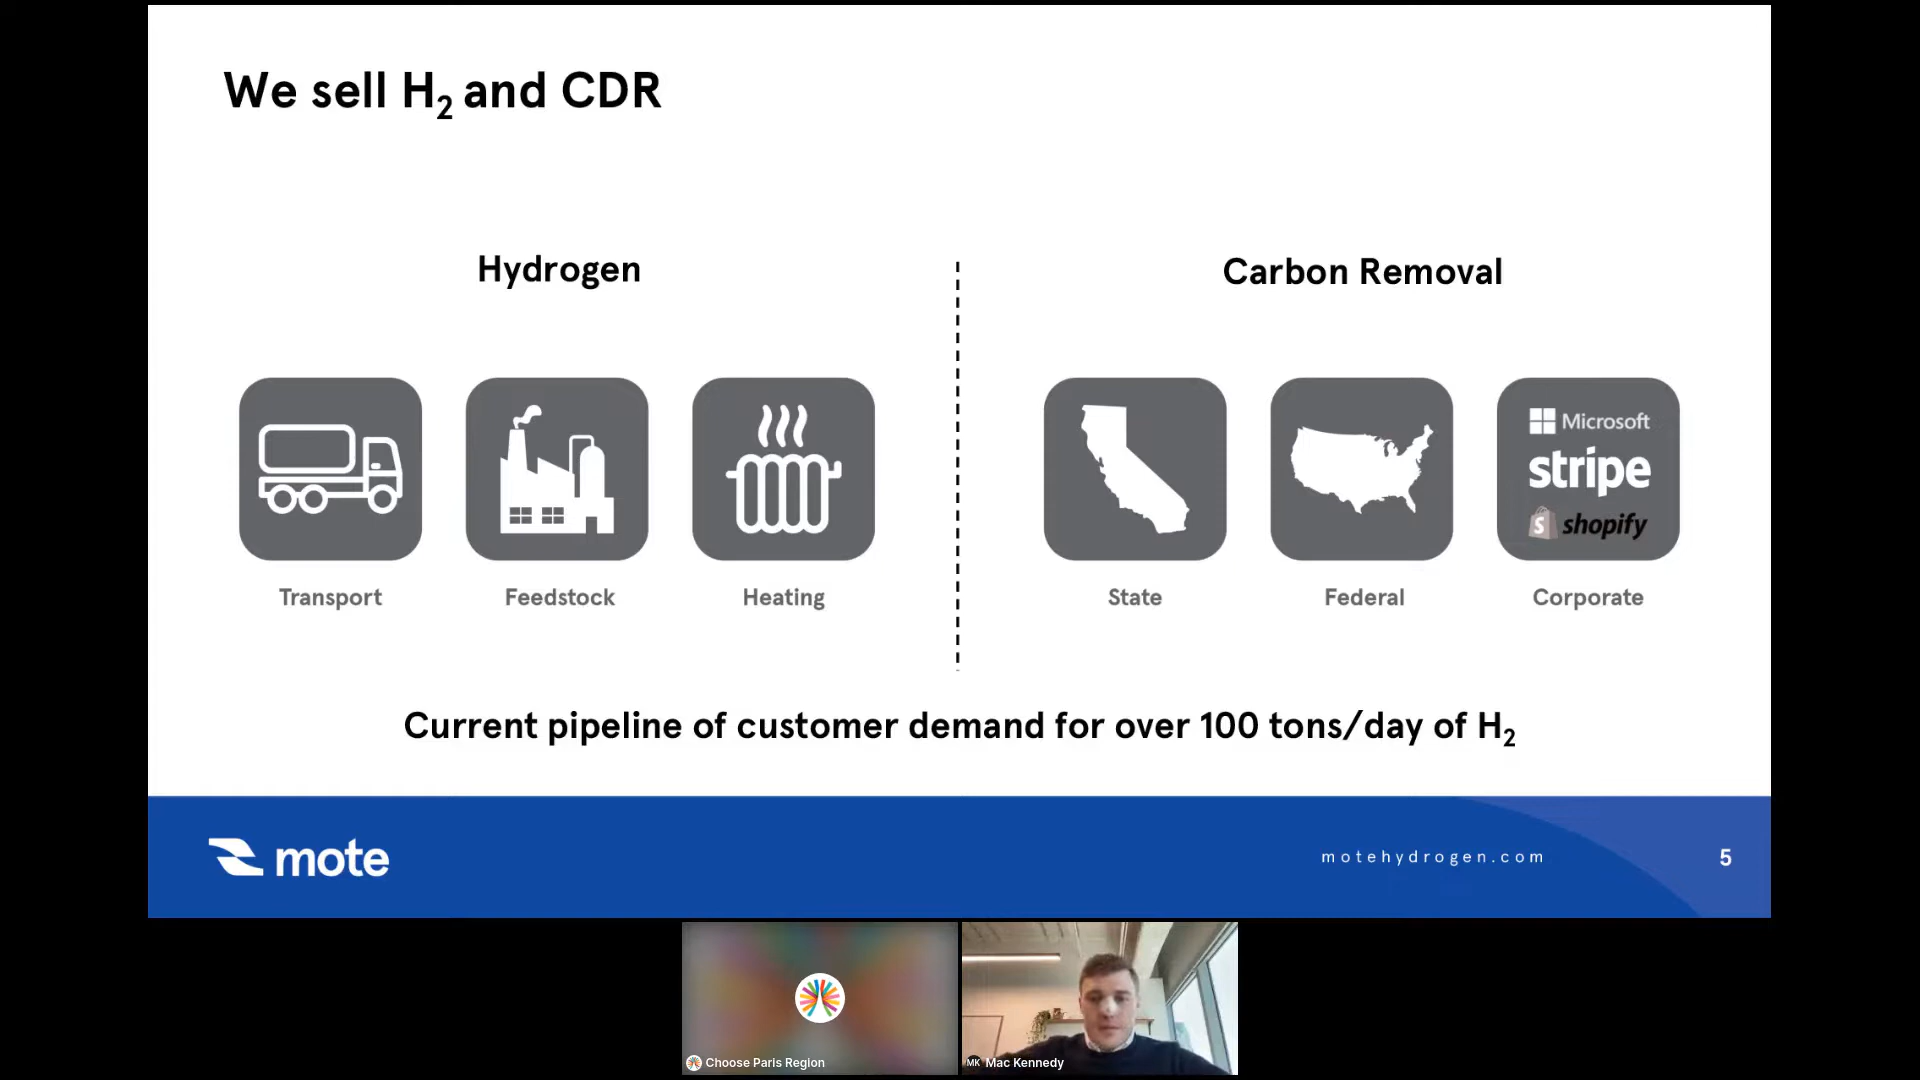 We sell H₂ and CDR
Hydrogen
Carbon Removal
Microsoft
stripe
S shopify
Transport
Feedstock
Heating
State
Federal
Corporate
Current pipeline of customer demand for over 100 tons/day of H₂
mote
motehydrogen.com
5
Choose Paris Region
MK Mac Kennedy